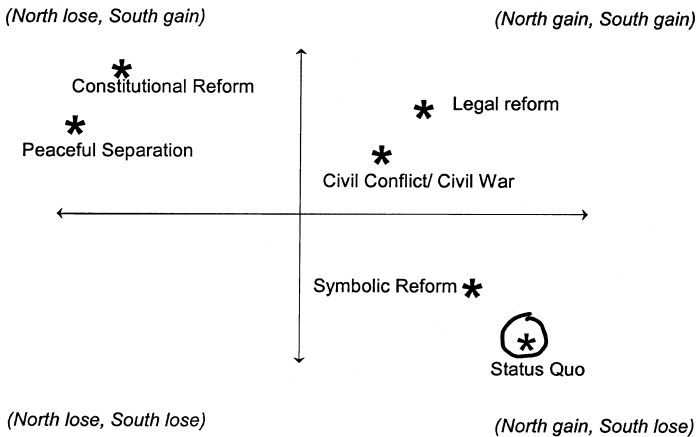 (North lose, South gain)
(North gain, South gain)
Constitutional Reform
Legal reform
Peaceful Separation
Civil Conflict/ Civil War
Symbolic Reform
Status Quo
(North lose, South lose)
(North gain, South lose)